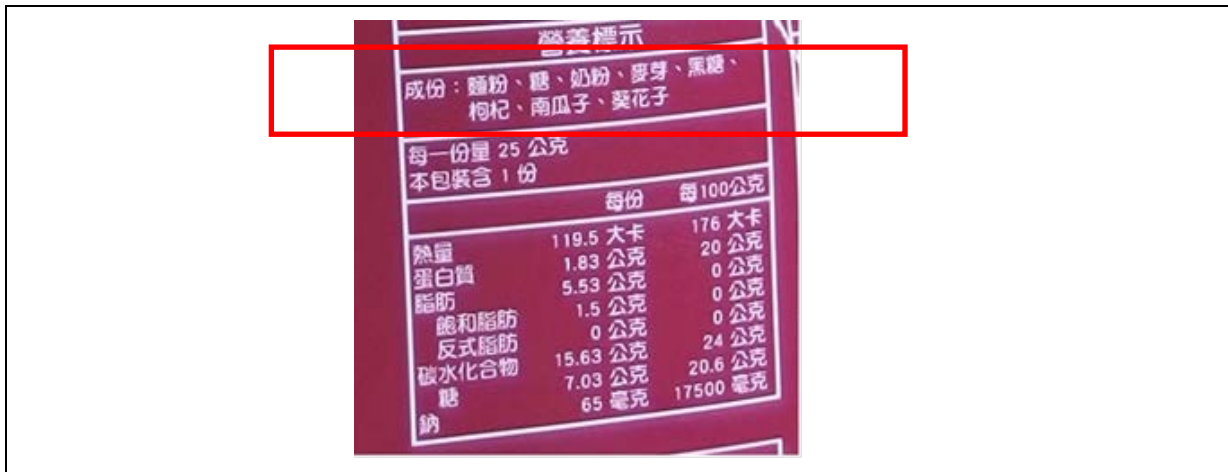 營養標示
成份：麵粉、糖、奶粉、麥芽、黑糖、
枸杞、南瓜子、葵花子
每一份量 25 公克
本包裝含 1 份
每份 每100公克
熱量 119.5 大卡 176 大卡
蛋白質 1.83 公克 20 公克
脂肪 5.53 公克 0 公克
飽和脂肪 1.5 公克 0 公克
反式脂肪 0 公克 0 公克
碳水化合物 15.63 公克 24 公克
糖 7.03 公克 20.6 公克
鈉 65 毫克 17500 毫克